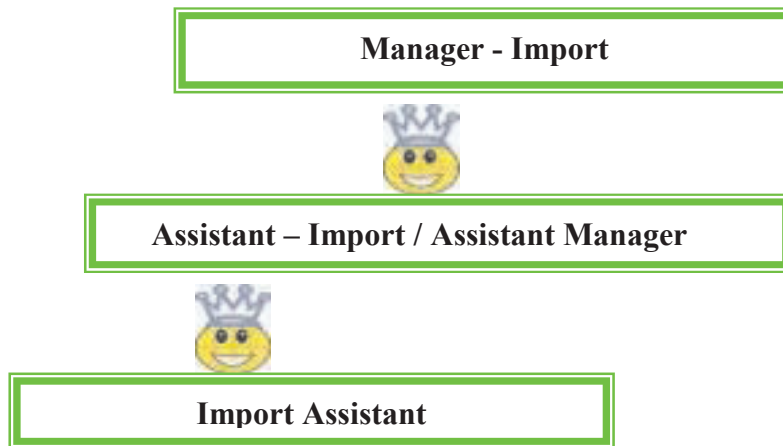 Manager - Import
Assistant – Import / Assistant Manager
Import Assistant